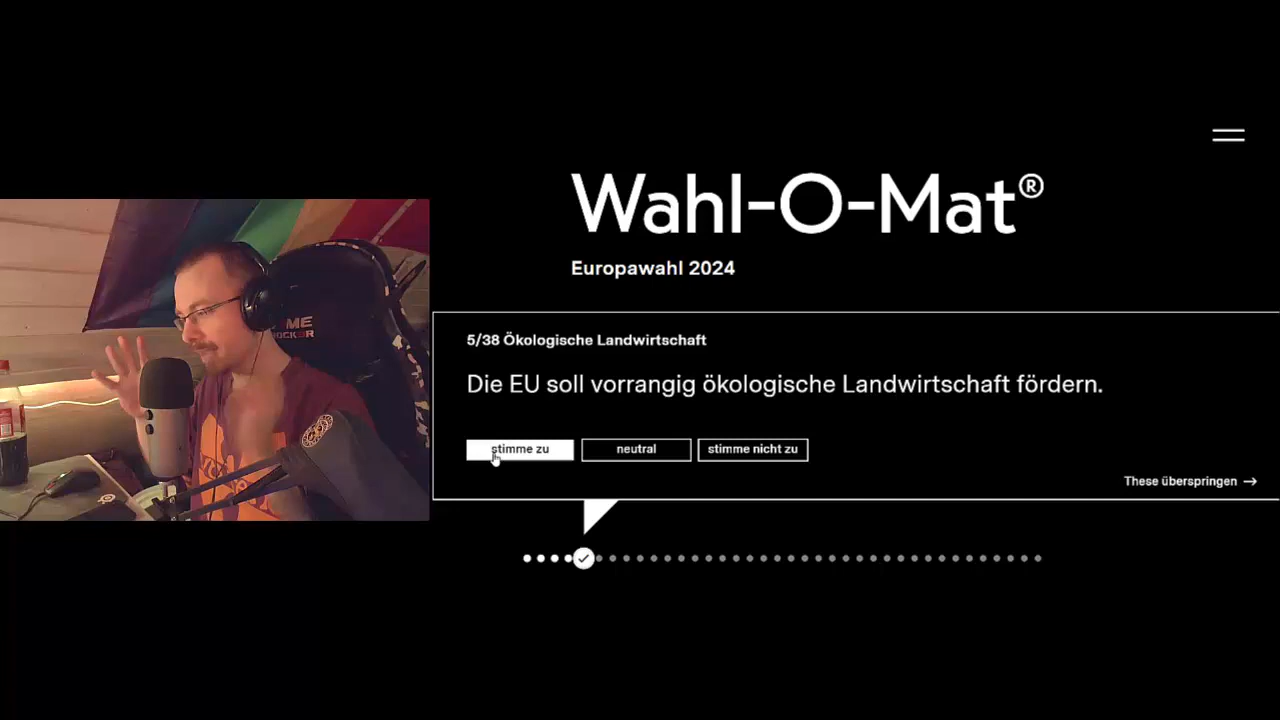 Wahl-O-Mat®
Europawahl 2024
5/38 Ökologische Landwirtschaft
Die EU soll vorrangig ökologische Landwirtschaft fördern.
stimme zu
neutral
stimme nicht zu
These überspringen →